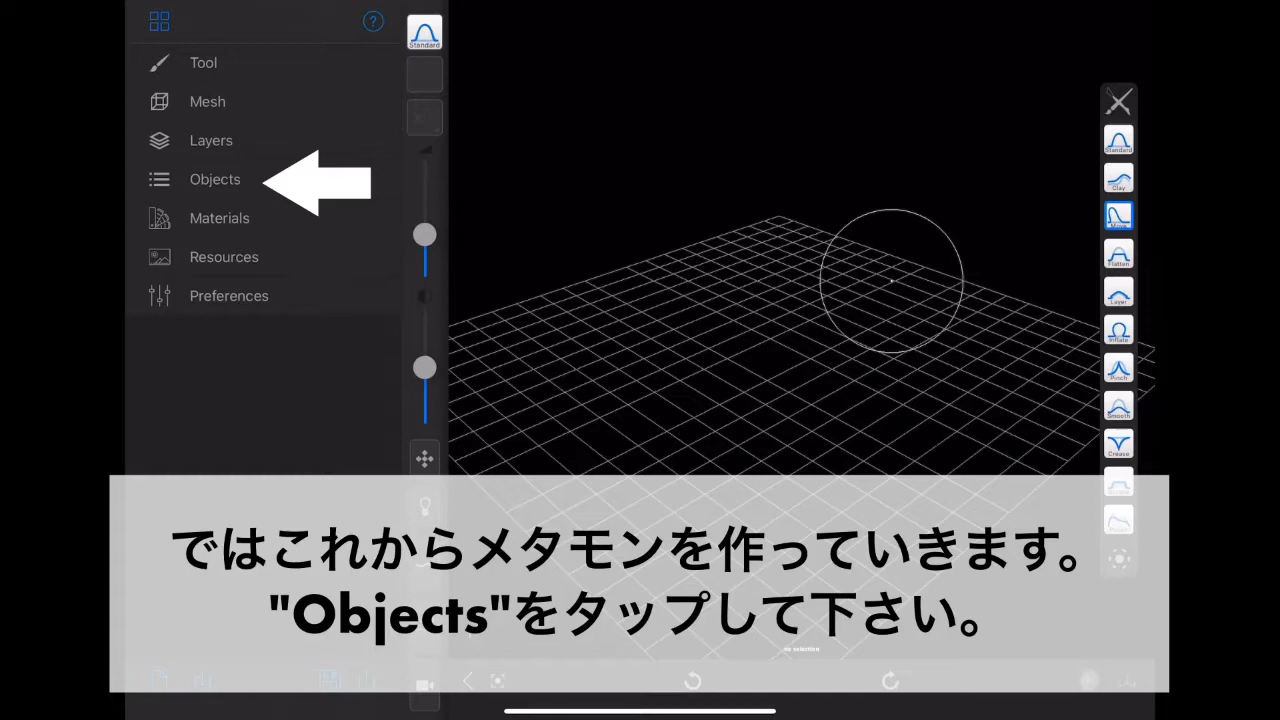 Standard
Tool
Mesh
Layers
Objects
Materials
Resources
Preferences
Standard
Clay
Move
Flatten
Layer
Inflate
Pinch
Smooth
Crease
ではこれからメタモンを作っていきます。
"Objects"をタップして下さい。
no selection